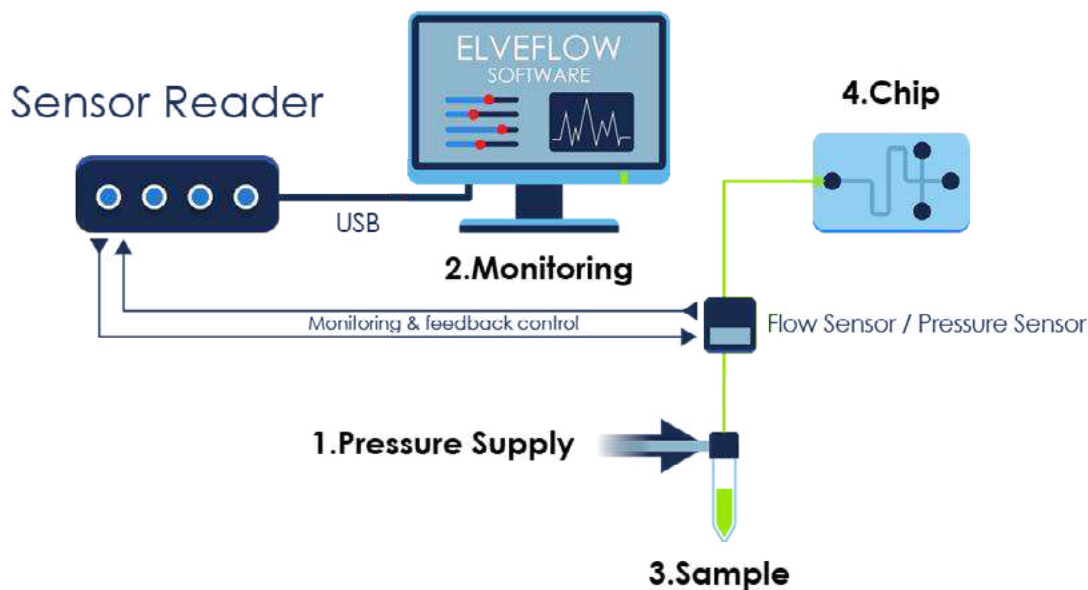 ELVEFLOW
SOFTWARE
Sensor Reader
4.Chip
USB
2.Monitoring
Monitoring & feedback control
Flow Sensor / Pressure Sensor
1.Pressure Supply
3.Sample